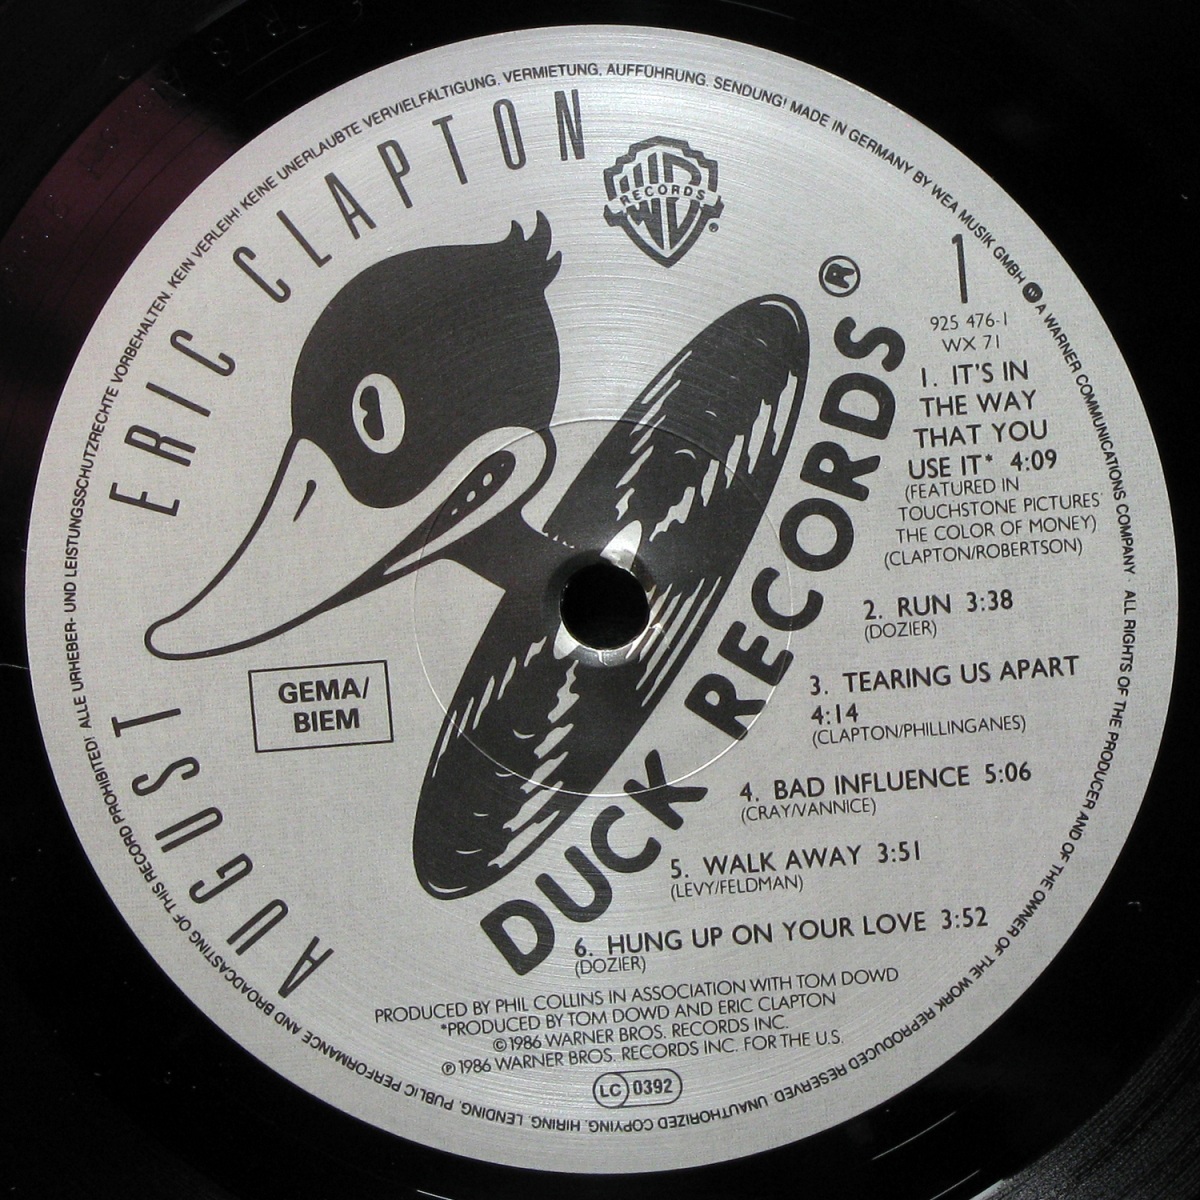 ALLE URHEBER- UND LEISTUNGSSCHUTZRECHTE VORBEHALTEN. KEIN VERLEIH! KEINE UNERLAUBTE VERVIELFÄLTIGUNG, VERMIETUNG, AUFFÜHRUNG, SENDUNG! MADE IN GERMANY BY WEA MUSIK GMBH W A WARNER COMMUNICATIONS COMPANY · ALL RIGHTS OF THE PRODUCER AND OF THE OWNER OF THE WORK REPRODUCED RESERVED. UNAUTHORIZED COPYING, HIRING, LENDING, PUBLIC PERFORMANCE AND BROADCASTING OF THIS RECORD PROHIBITED!
ERIC CLAPTON
AUGUST
WB
RECORDS
®
DUCK RECORDS®
GEMA/
BIEM
1
925 476-1
WX 71
1. IT'S IN
THE WAY
THAT YOU
USE IT* 4:09
(FEATURED IN
TOUCHSTONE PICTURES'
THE COLOR OF MONEY)
(CLAPTON/ROBERTSON)
2. RUN 3:38
(DOZIER)
3. TEARING US APART
4:14
(CLAPTON/PHILLINGANES)
4. BAD INFLUENCE 5:06
(CRAY/VANNICE)
5. WALK AWAY 3:51
(LEVY/FELDMAN)
6. HUNG UP ON YOUR LOVE 3:52
(DOZIER)
PRODUCED BY PHIL COLLINS IN ASSOCIATION WITH TOM DOWD
*PRODUCED BY TOM DOWD AND ERIC CLAPTON
©1986 WARNER BROS. RECORDS INC.
℗1986 WARNER BROS. RECORDS INC. FOR THE U.S.
LC 0392